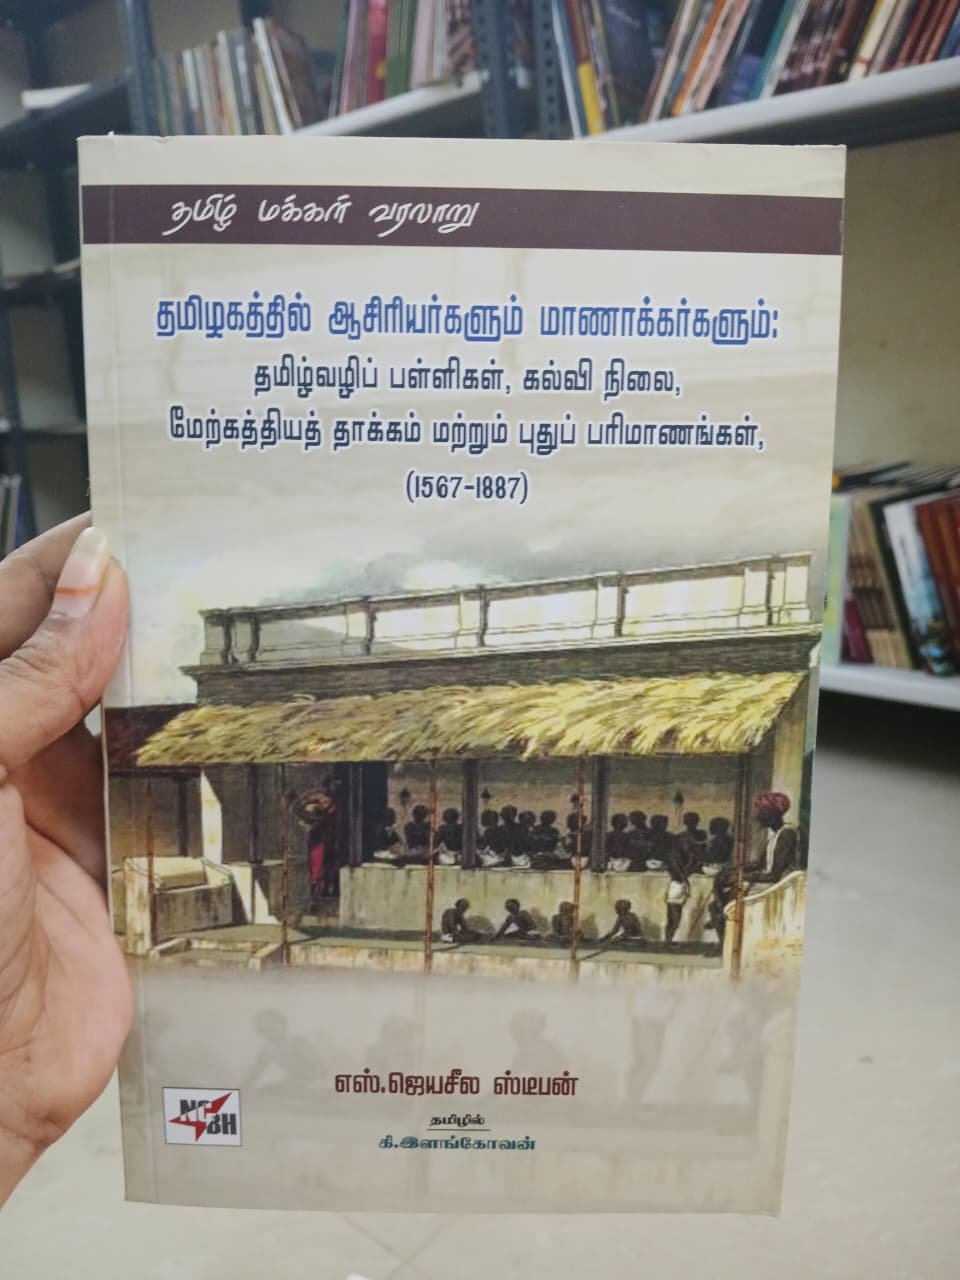 தமிழ் மக்கள் வரலாறு
தமிழகத்தில் ஆசிரியர்களும் மாணாக்கர்களும்:
தமிழ்வழிப் பள்ளிகள், கல்வி நிலை,
மேற்கத்தியத் தாக்கம் மற்றும் புதுப் பரிமாணங்கள்,
(1567-1887)
எஸ்.ஜெயசீல ஸ்டீபன்
தமிழில்
கி.இளங்கோவன்
NCBH